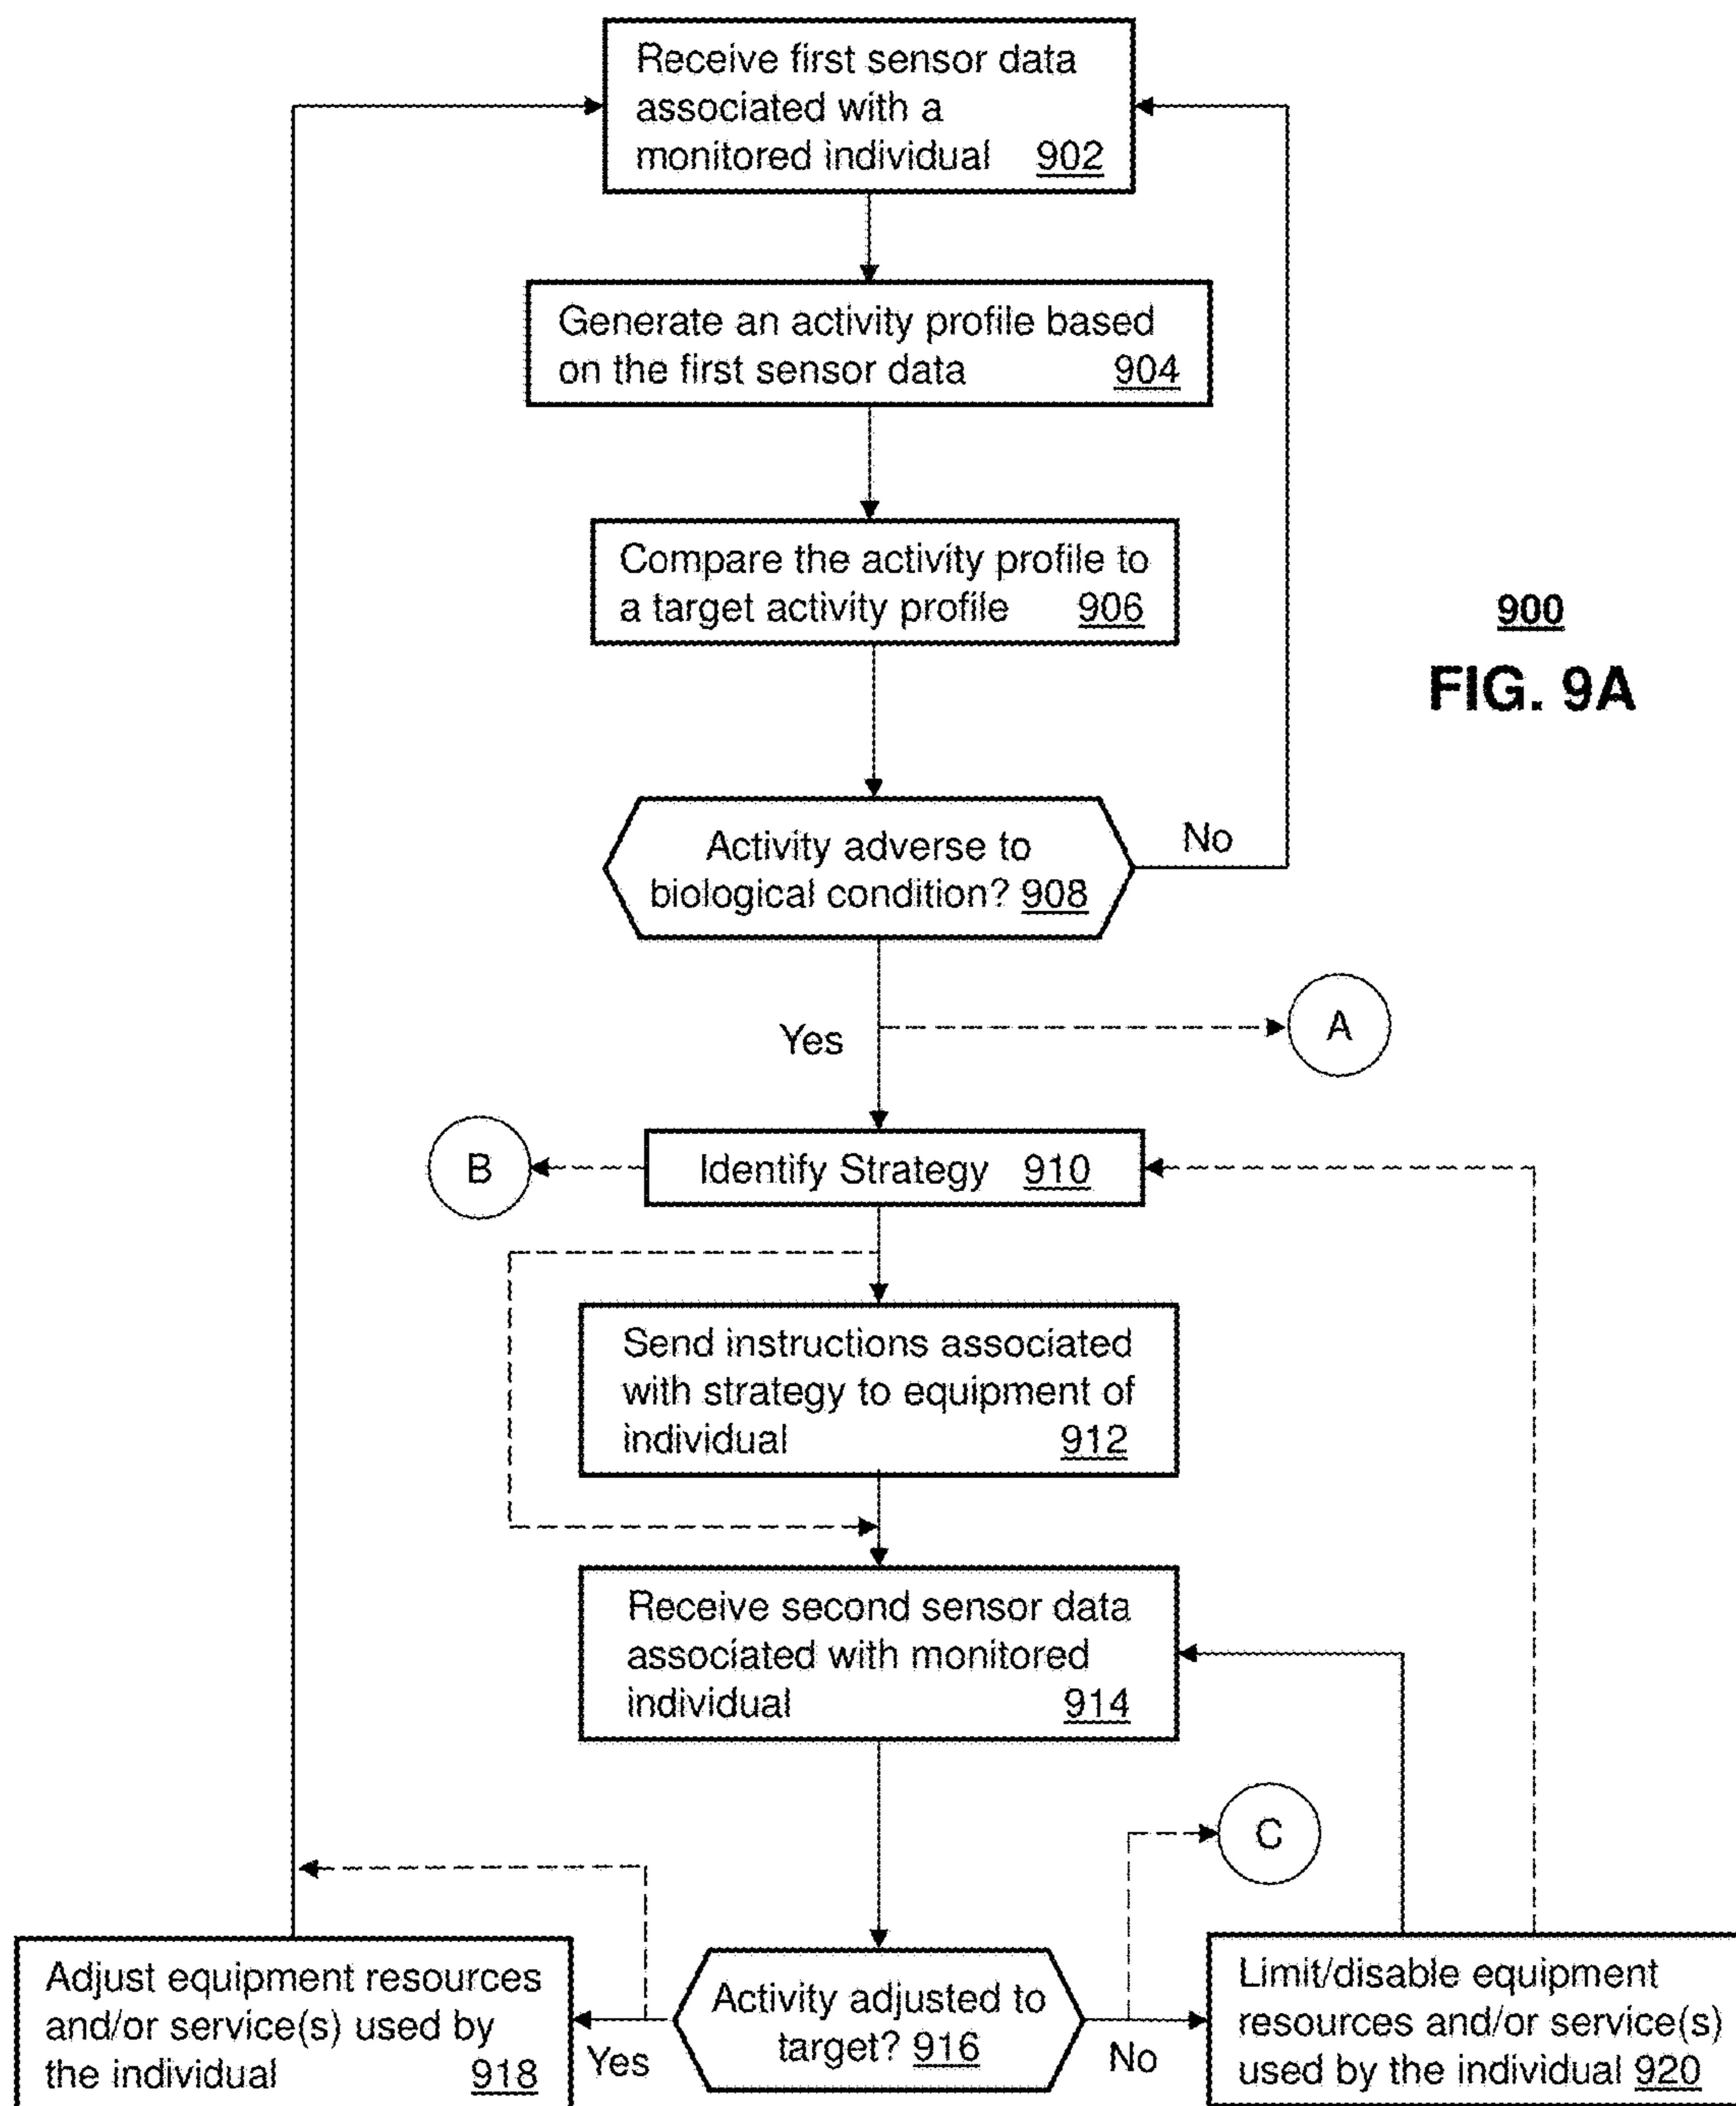 Receive first sensor data
associated with a
monitored individual 902
Generate an activity profile based
on the first sensor data 904
Compare the activity profile to
a target activity profile 906
900
FIG. 9A
Activity adverse to
biological condition? 908
No
Yes
A
B
Identify Strategy 910
Send instructions associated
with strategy to equipment of
individual 912
Receive second sensor data
associated with monitored
individual 914
C
Adjust equipment resources
and/or service(s) used by
the individual 918
Yes
Activity adjusted to
target? 916
No
Limit/disable equipment
resources and/or service(s)
used by the individual 920